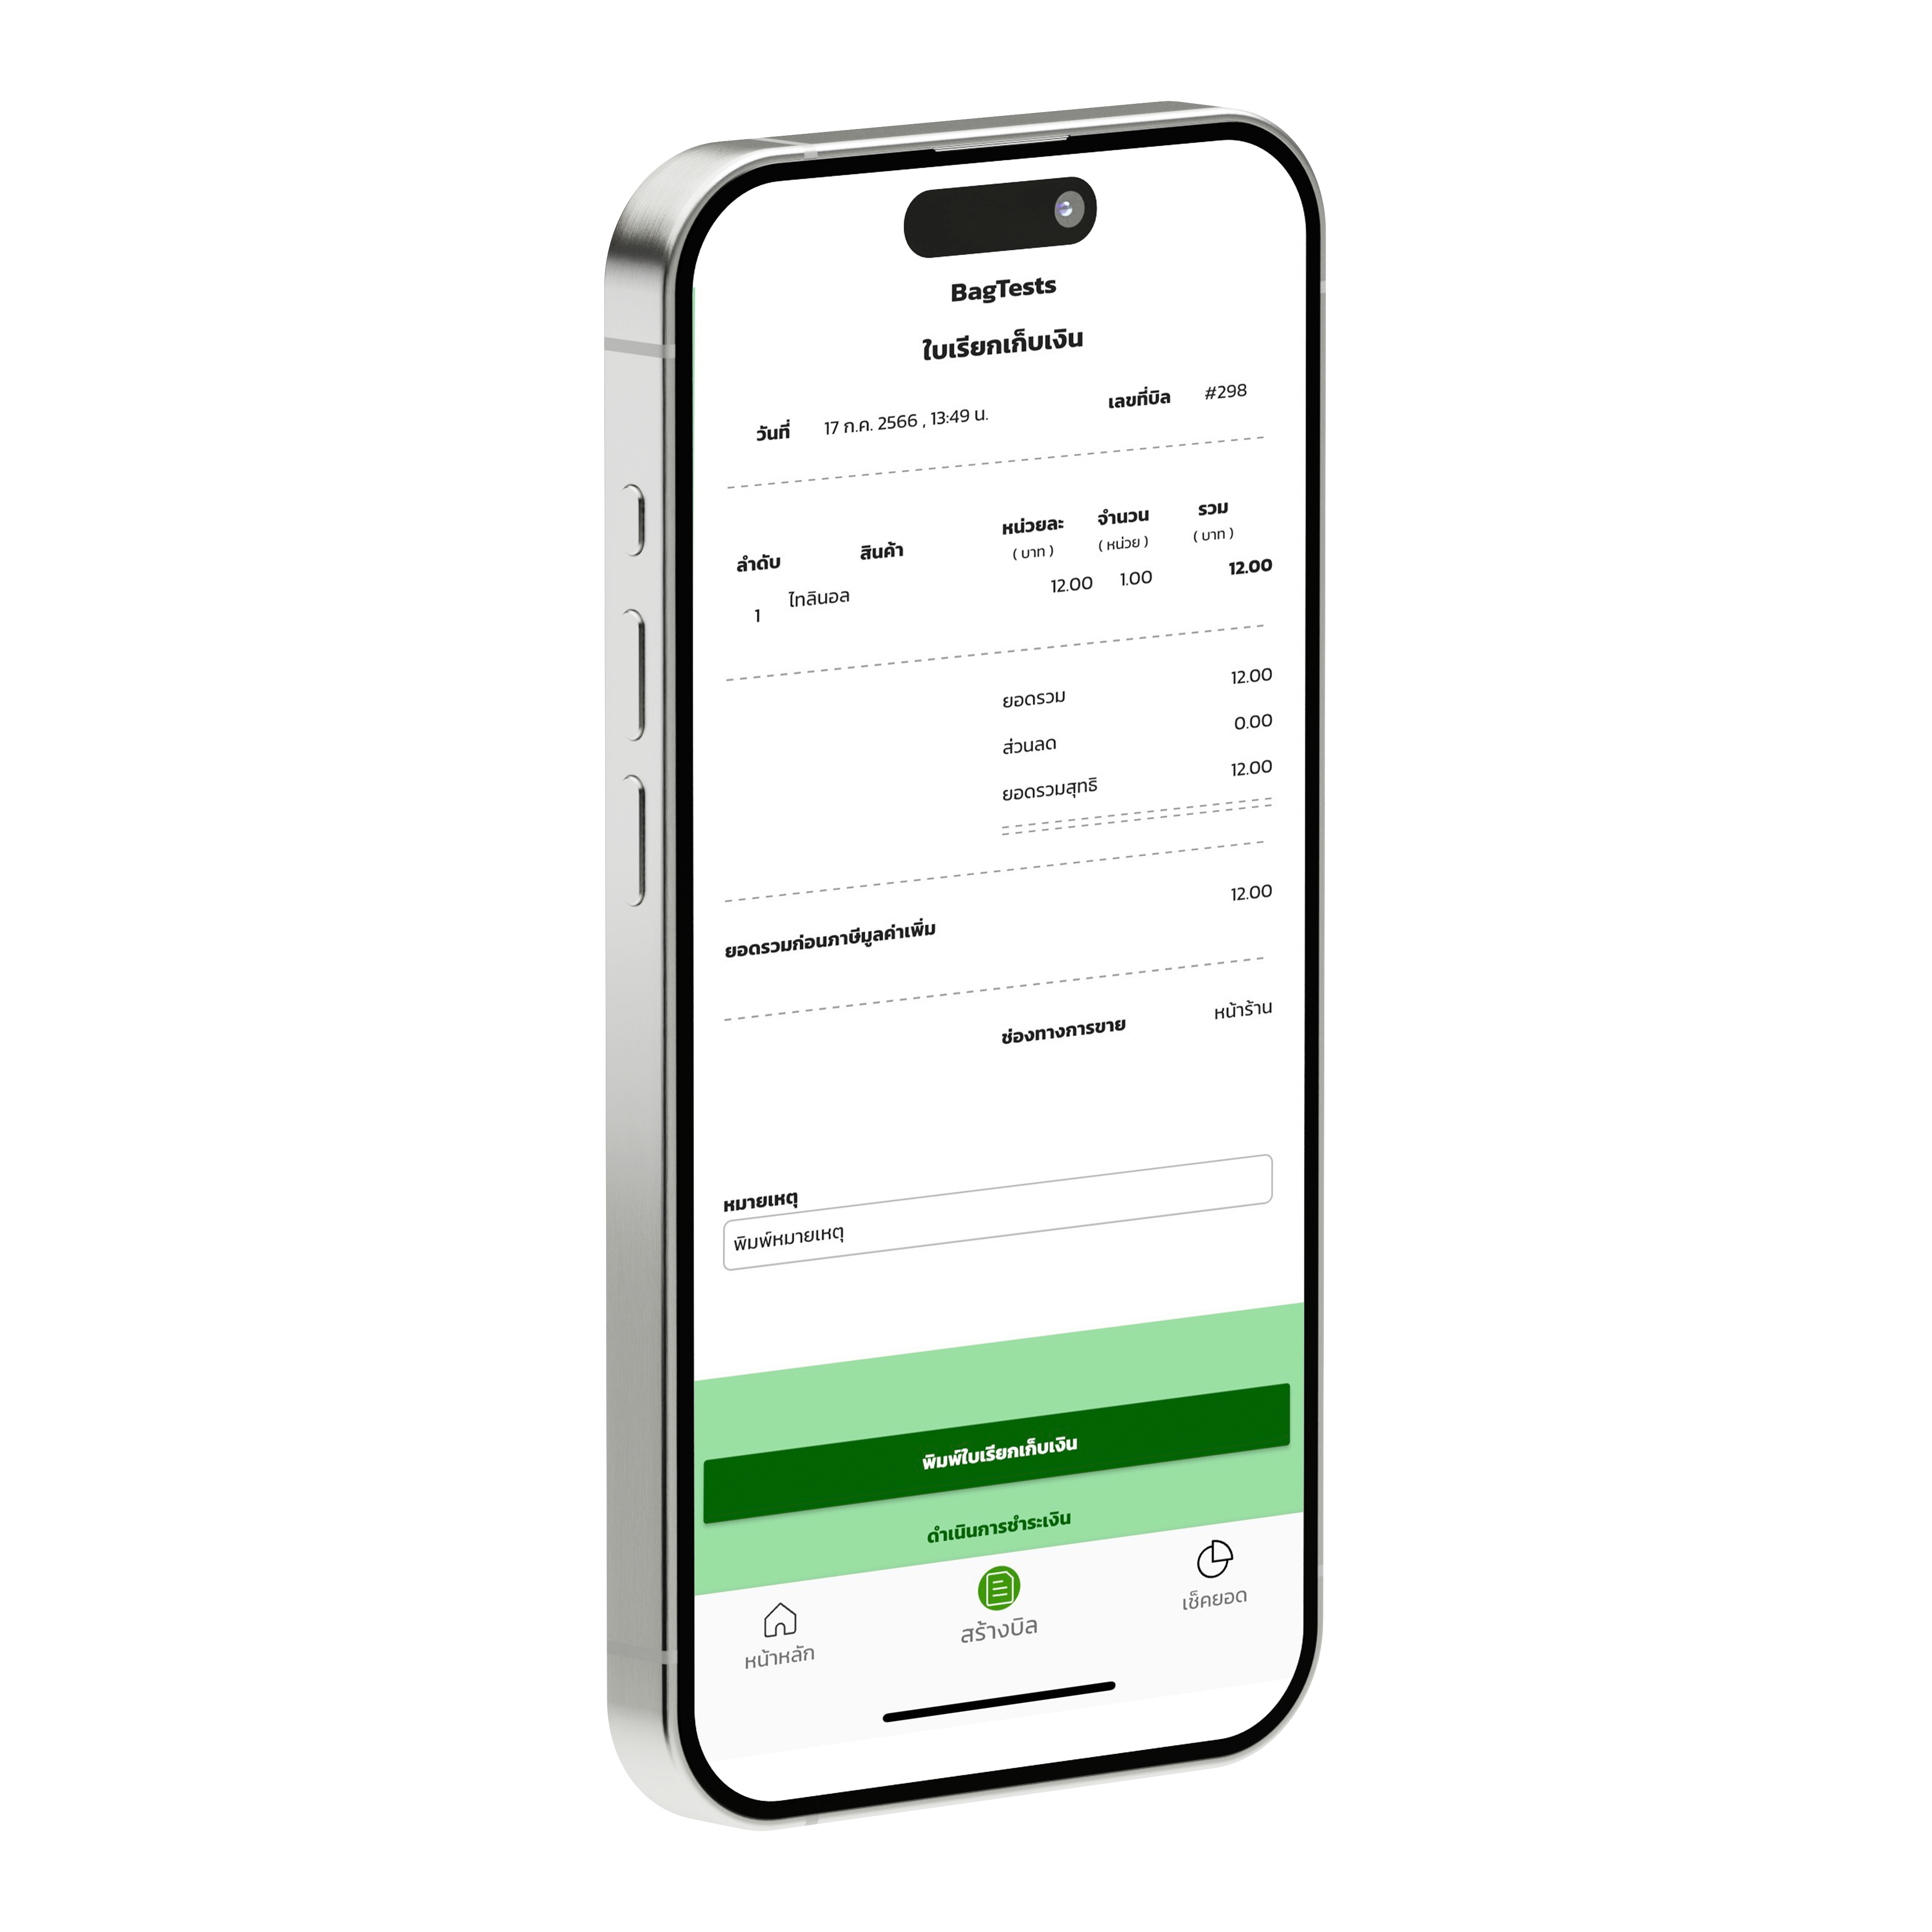 BagTests
ใบเรียกเก็บเงิน
วันที่ 17 ก.ค. 2566 , 13:49 น. เลขที่บิล #298
ลำดับ สินค้า หน่วยละ ( บาท ) จำนวน ( หน่วย ) รวม ( บาท )
1 ไทลินอล 12.00 1.00 12.00
ยอดรวม 12.00
ส่วนลด 0.00
ยอดรวมสุทธิ 12.00
ยอดรวมก่อนภาษีมูลค่าเพิ่ม 12.00
ช่องทางการขาย หน้าร้าน
หมายเหตุ
พิมพ์หมายเหตุ
พิมพ์ใบเรียกเก็บเงิน
ดำเนินการชำระเงิน
หน้าหลัก สร้างบิล เช็คยอด